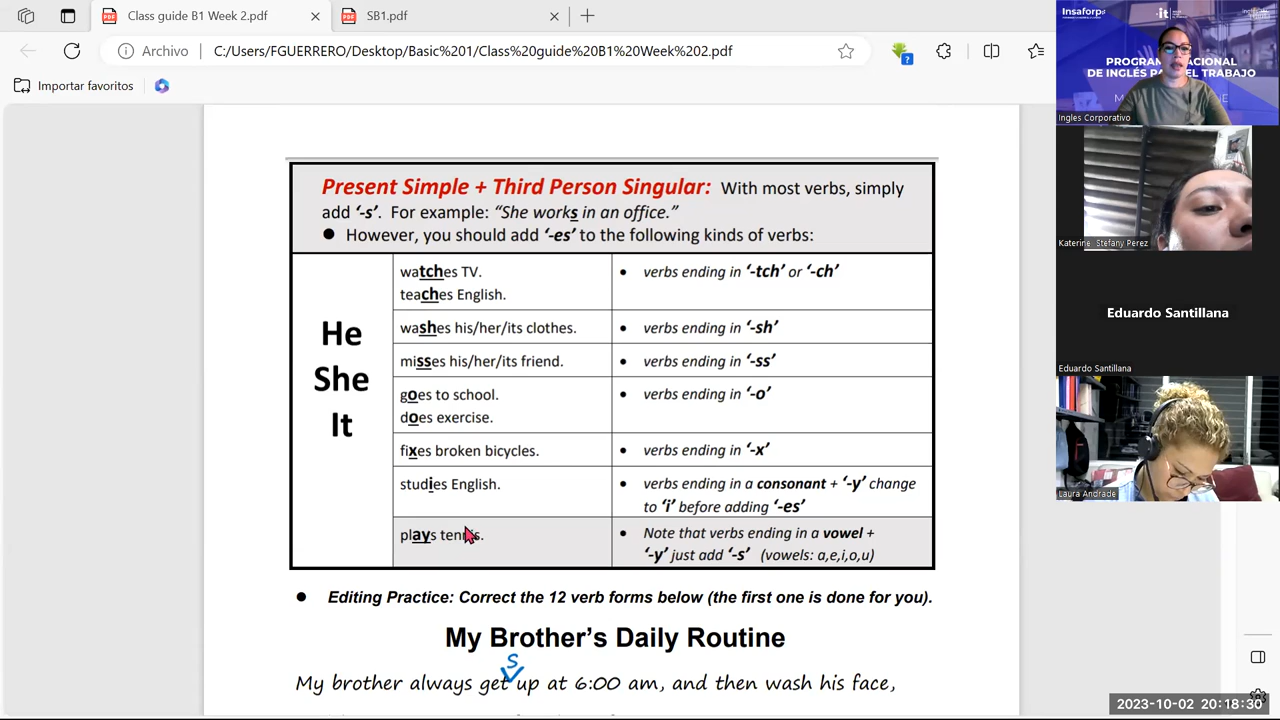 Class guide B1 Week 2.pdf
SB1.pdf
Archivo
C:/Users/FGUERRERO/Desktop/Basic%201/Class%20guide%20B1%20Week%202.pdf
Importar favoritos
Present Simple + Third Person Singular: With most verbs, simply
add ‘-s’. For example: “She works in an office.”
● However, you should add ‘-es’ to the following kinds of verbs:
He
She
It
watches TV.
teaches English.
• verbs ending in ‘-tch’ or ‘-ch’
washes his/her/its clothes.
• verbs ending in ‘-sh’
misses his/her/its friend.
• verbs ending in ‘-ss’
goes to school.
does exercise.
• verbs ending in ‘-o’
fixes broken bicycles.
• verbs ending in ‘-x’
studies English.
• verbs ending in a consonant + ‘-y’ change
to ‘i’ before adding ‘-es’
plays tennis.
• Note that verbs ending in a vowel +
‘-y’ just add ‘-s’ (vowels: a,e,i,o,u)
● Editing Practice: Correct the 12 verb forms below (the first one is done for you).
My Brother’s Daily Routine
s
My brother always get up at 6:00 am, and then wash his face,
Insaforp
Ingles Corporativo
Katerine Stefany Perez
Eduardo Santillana
Eduardo Santillana
Laura Andrade
2023-10-02 20:18:30